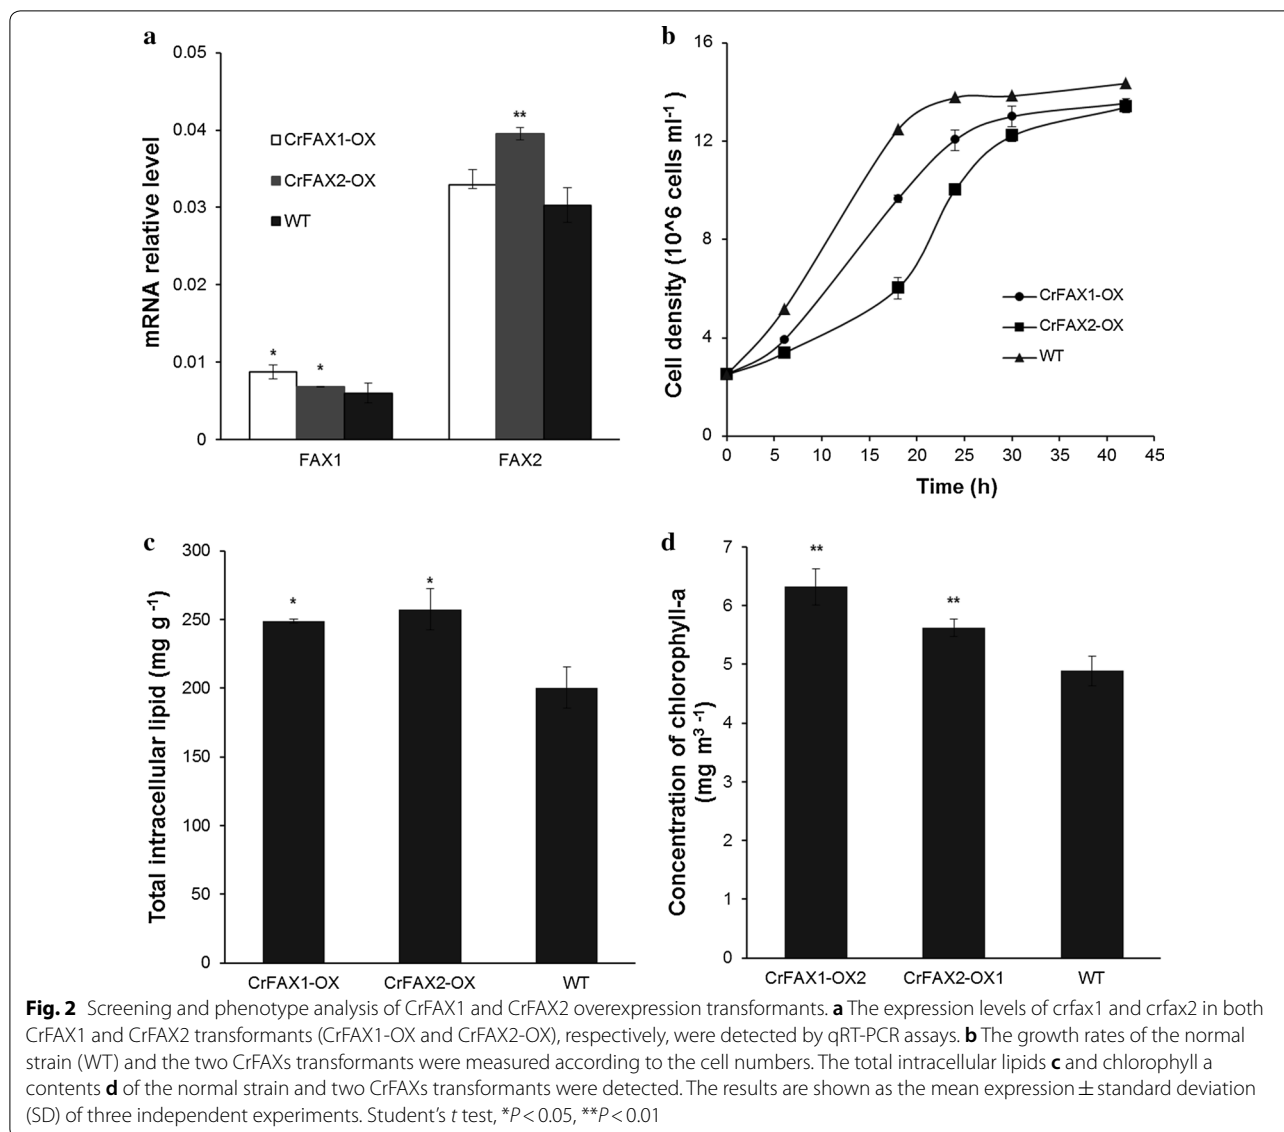 a
0.05
0.04
0.03
0.02
0.01
0
mRNA relative level
CrFAX1-OX
CrFAX2-OX
WT
*
*
**
FAX1
FAX2
b
16
12
8
4
0
Cell density (10^6 cells ml-1)
CrFAX1-OX
CrFAX2-OX
WT
0 5 10 15 20 25 30 35 40 45
Time (h)
c
300
250
200
150
100
50
0
Total intracellular lipid (mg g -1)
*
*
CrFAX1-OX
CrFAX2-OX
WT
d
7
6
5
4
3
2
1
0
Concentration of chlorophyll-a
(mg m3 -1)
**
**
CrFAX1-OX2
CrFAX2-OX1
WT
Fig. 2 Screening and phenotype analysis of CrFAX1 and CrFAX2 overexpression transformants. a The expression levels of crfax1 and crfax2 in both
CrFAX1 and CrFAX2 transformants (CrFAX1-OX and CrFAX2-OX), respectively, were detected by qRT-PCR assays. b The growth rates of the normal
strain (WT) and the two CrFAXs transformants were measured according to the cell numbers. The total intracellular lipids c and chlorophyll a
contents d of the normal strain and two CrFAXs transformants were detected. The results are shown as the mean expression ± standard deviation
(SD) of three independent experiments. Student's t test, *P < 0.05, **P < 0.01